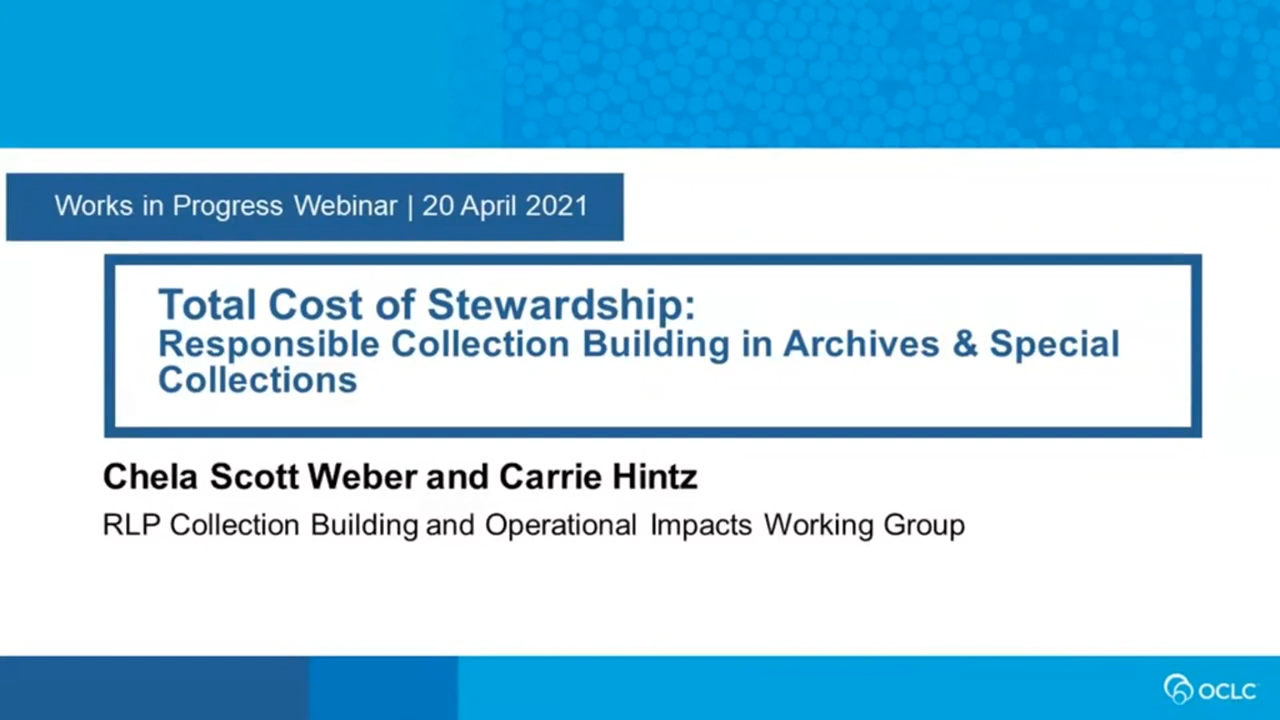 Works in Progress Webinar | 20 April 2021
Total Cost of Stewardship:
Responsible Collection Building in Archives & Special
Collections
Chela Scott Weber and Carrie Hintz
RLP Collection Building and Operational Impacts Working Group
OCLC